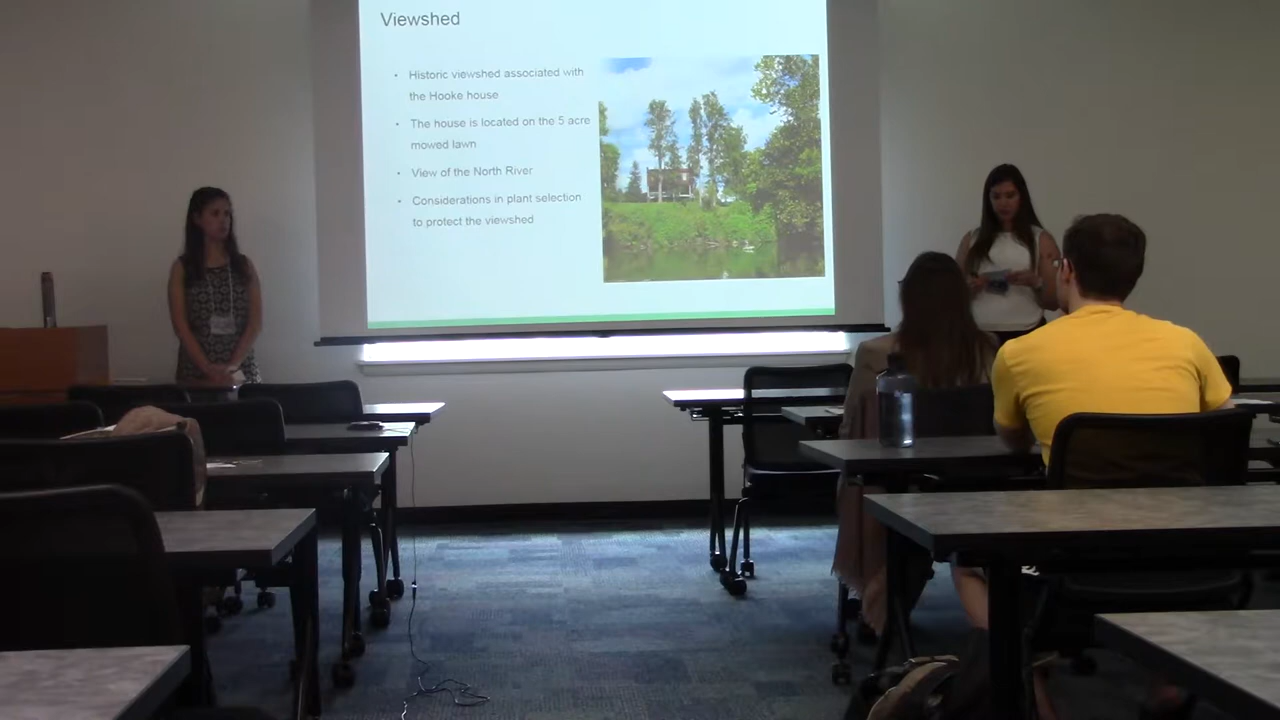 Viewshed
• Historic viewshed associated with
the Hooke house
• The house is located on the 5 acre
mowed lawn
• View of the North River
• Considerations in plant selection
to protect the viewshed